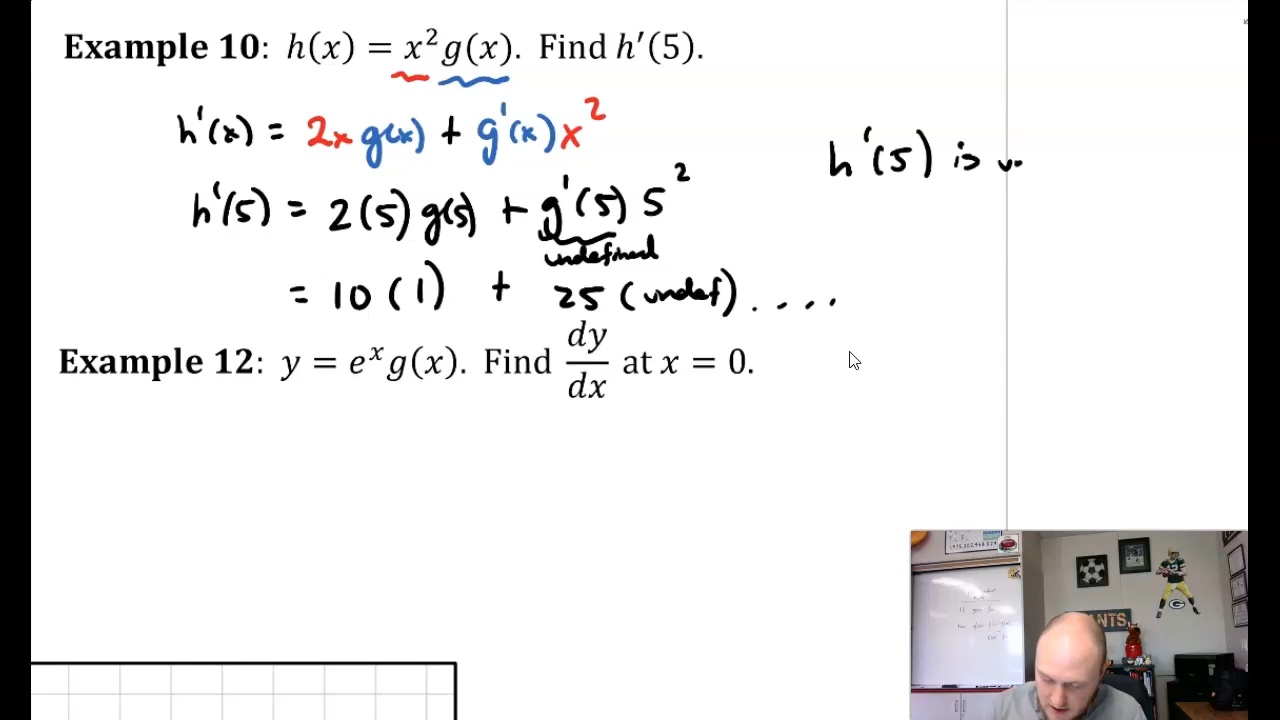 Example 10: h(x) = x²g(x). Find h′(5).
h'(x) = 2x g(x) + g'(x) x²
h'(5) = 2(5) g(5) + g'(5) 5²
undefined
= 10 (1) + 25 (undef) ....
h'(5) is
Example 12: y = eˣg(x). Find dy/dx at x = 0.
ANTS
G